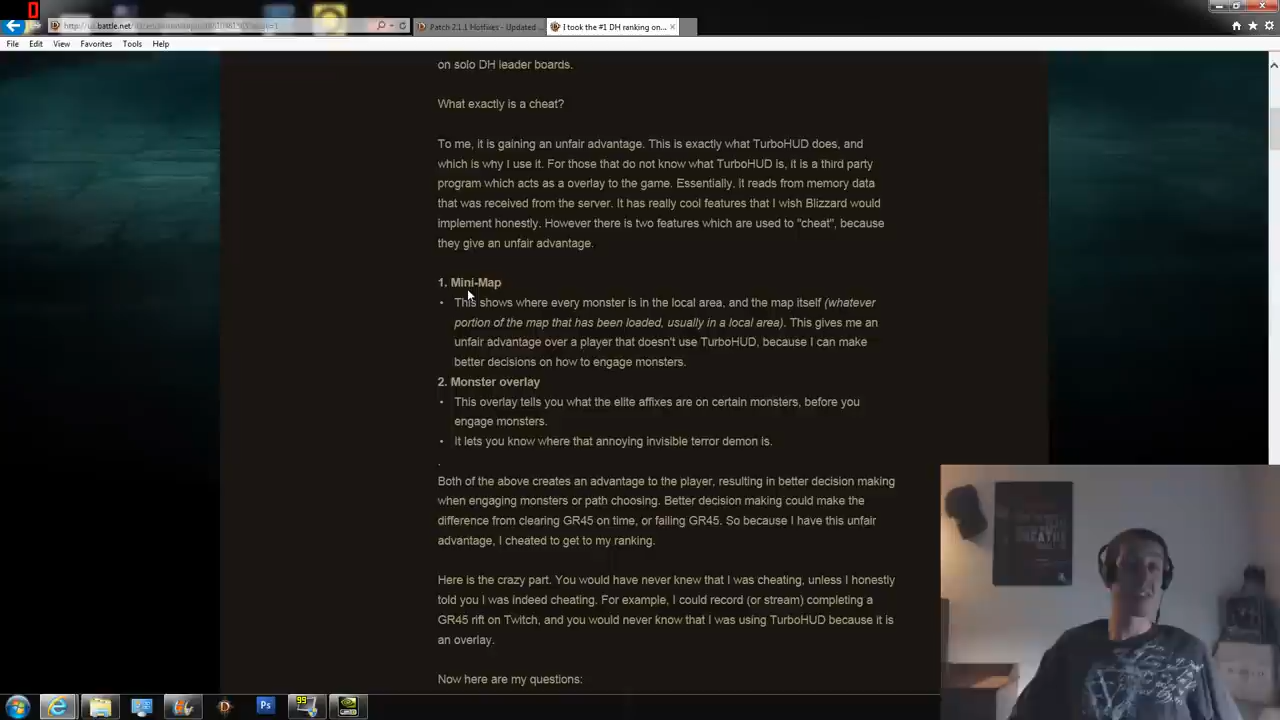 Patch 2.1.1 Hotfixes - Updated ...
I took the #1 DH ranking on...
File Edit View Favorites Tools Help
on solo DH leader boards.
What exactly is a cheat?
To me, it is gaining an unfair advantage. This is exactly what TurboHUD does, and
which is why I use it. For those that do not know what TurboHUD is, it is a third party
program which acts as a overlay to the game. Essentially, it reads from memory data
that was received from the server. It has really cool features that I wish Blizzard would
implement honestly. However there is two features which are used to "cheat", because
they give an unfair advantage.
1. Mini-Map
• This shows where every monster is in the local area, and the map itself (whatever
portion of the map that has been loaded, usually in a local area). This gives me an
unfair advantage over a player that doesn't use TurboHUD, because I can make
better decisions on how to engage monsters.
2. Monster overlay
• This overlay tells you what the elite affixes are on certain monsters, before you
engage monsters.
• It lets you know where that annoying invisible terror demon is.
.
Both of the above creates an advantage to the player, resulting in better decision making
when engaging monsters or path choosing. Better decision making could make the
difference from clearing GR45 on time, or failing GR45. So because I have this unfair
advantage, I cheated to get to my ranking.
Here is the crazy part. You would have never knew that I was cheating, unless I honestly
told you I was indeed cheating. For example, I could record (or stream) completing a
GR45 rift on Twitch, and you would never know that I was using TurboHUD because it is
an overlay.
Now here are my questions:
BREATHE
99
Ps